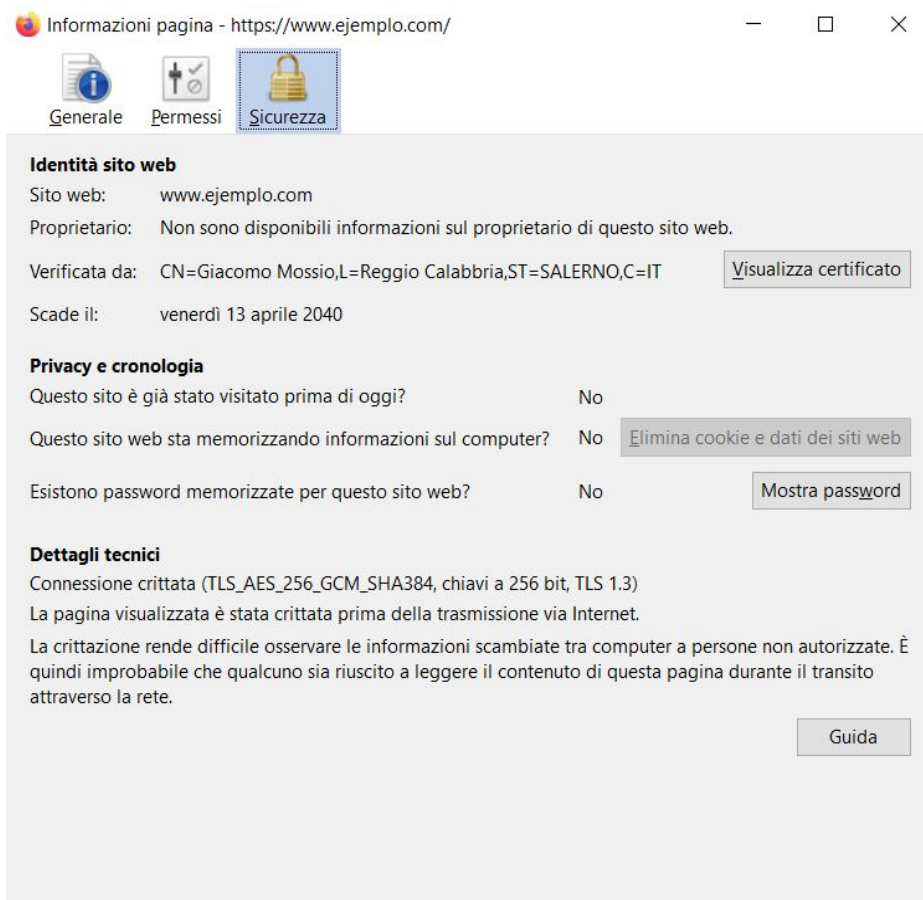 Informazioni pagina - https://www.ejemplo.com/
Generale Permessi Sicurezza
Identità sito web
Sito web: www.ejemplo.com
Proprietario: Non sono disponibili informazioni sul proprietario di questo sito web.
Verificata da: CN=Giacomo Mossio,L=Reggio Calabbria,ST=SALERNO,C=IT Visualizza certificato
Scade il: venerdì 13 aprile 2040
Privacy e cronologia
Questo sito è già stato visitato prima di oggi? No
Questo sito web sta memorizzando informazioni sul computer? No Elimina cookie e dati dei siti web
Esistono password memorizzate per questo sito web? No Mostra password
Dettagli tecnici
Connessione crittata (TLS_AES_256_GCM_SHA384, chiavi a 256 bit, TLS 1.3)
La pagina visualizzata è stata crittata prima della trasmissione via Internet.
La crittazione rende difficile osservare le informazioni scambiate tra computer a persone non autorizzate. È
quindi improbabile che qualcuno sia riuscito a leggere il contenuto di questa pagina durante il transito
attraverso la rete.
Guida